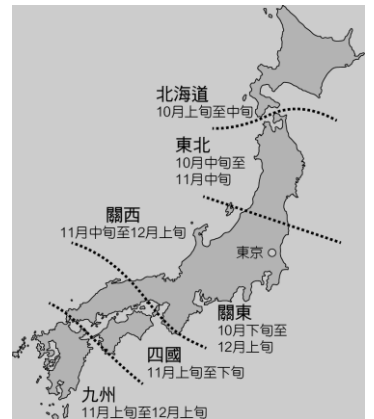 北海道
10月上旬至中旬
東北
10月中旬至
11月中旬
關西
11月中旬至12月上旬
東京
關東
10月下旬至
12月上旬
四國
11月上旬至下旬
九州
11月上旬至12月上旬